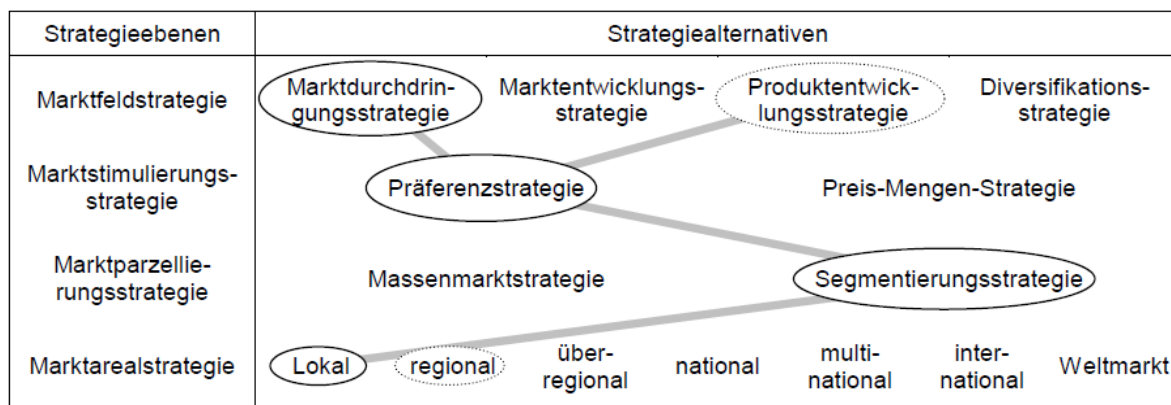 Strategieebenen Strategiealternativen
Marktfeldstrategie Marktdurchdrin- Marktentwicklungs- Produktentwick- Diversifikations-
gungsstrategie strategie lungsstrategie strategie
Marktstimulierungs- Präferenzstrategie Preis-Mengen-Strategie
strategie
Marktparzellie- Massenmarktstrategie Segmentierungsstrategie
rungsstrategie
Marktarealstrategie Lokal regional über- national multi- inter- Weltmarkt
regional national national